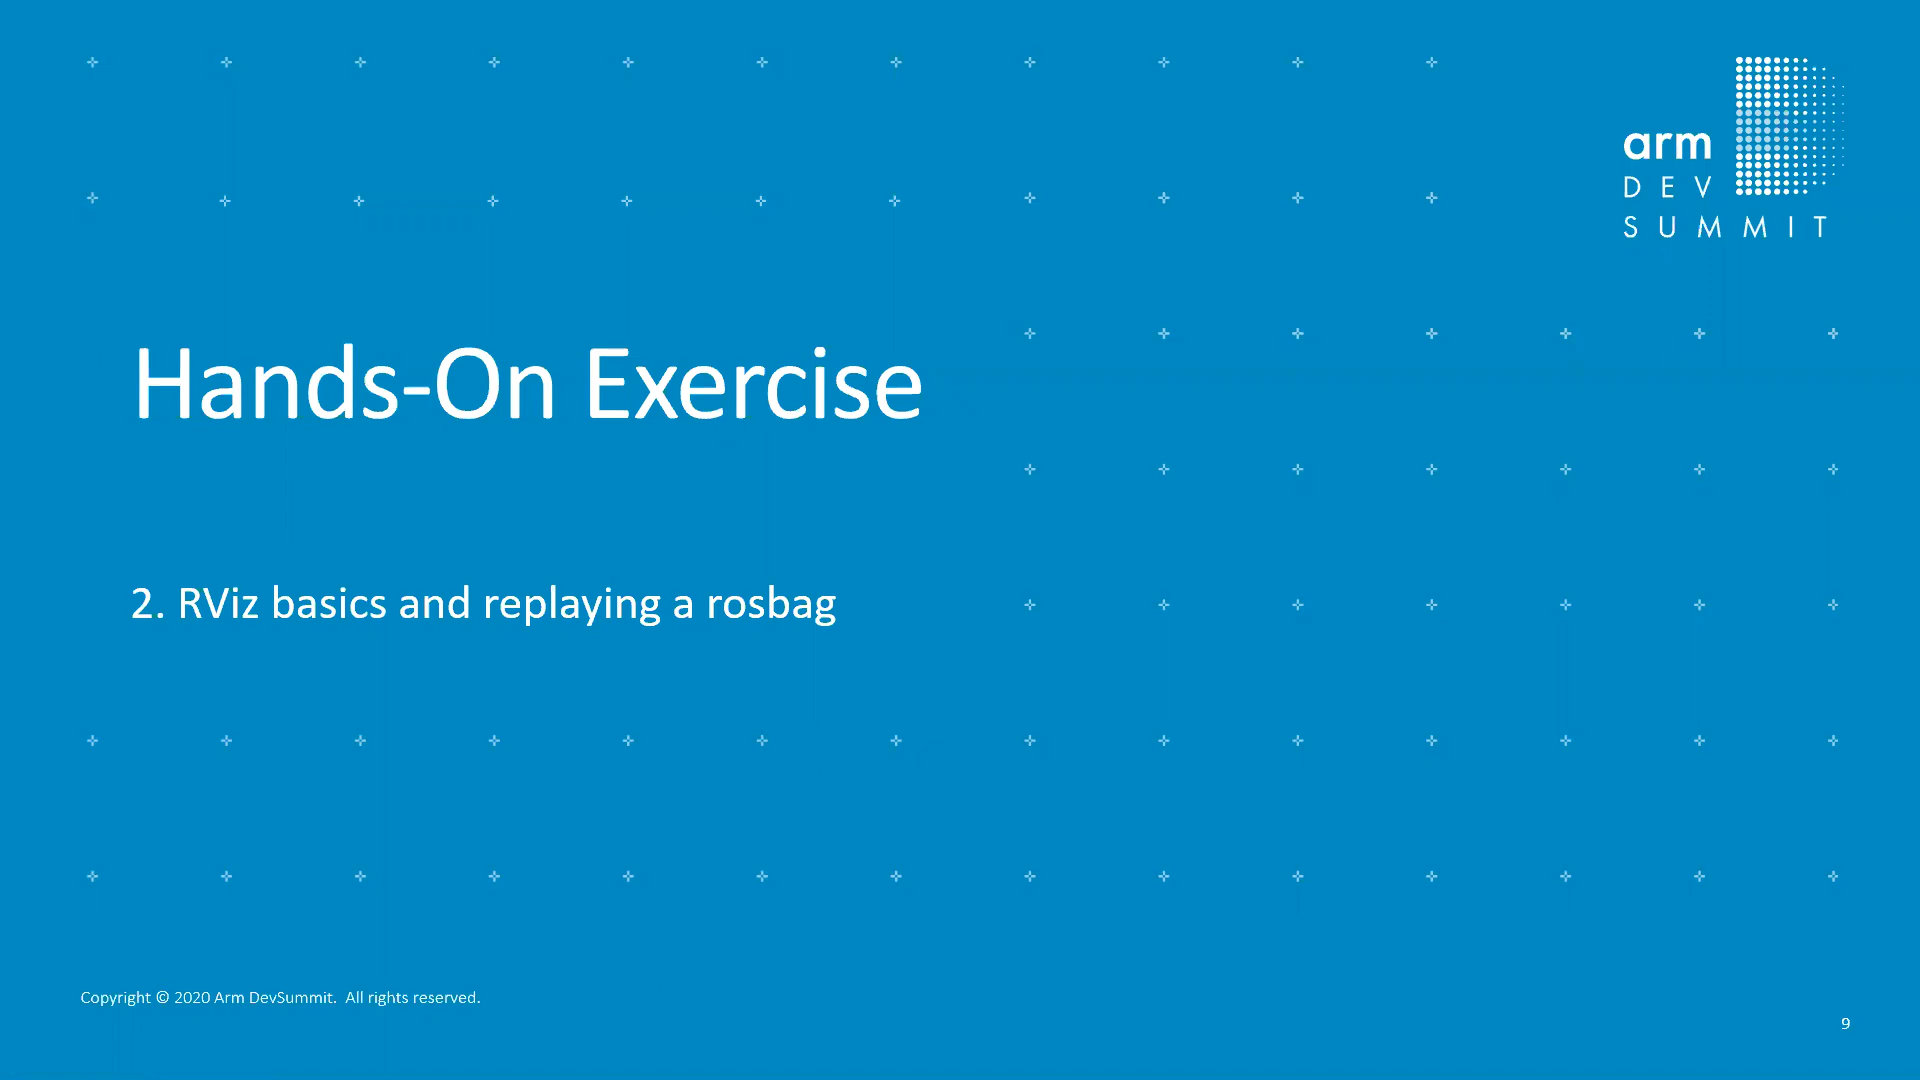 arm
DEV
SUMMIT
Hands-On Exercise
2. RViz basics and replaying a rosbag
Copyright © 2020 Arm DevSummit. All rights reserved.
9